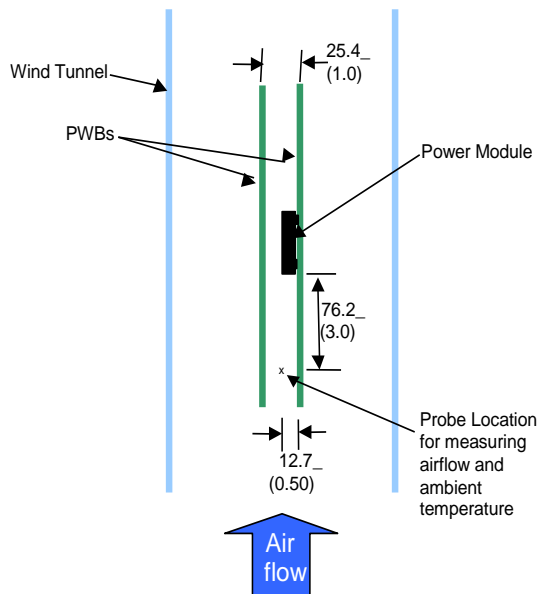 25.4_
(1.0)
Wind Tunnel
PWBs
Power Module
76.2_
(3.0)
x
Probe Location
for measuring
airflow and
ambient
temperature
12.7_
(0.50)
Air
flow